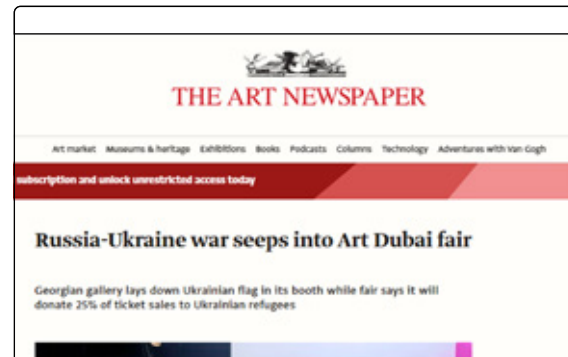 THE ART NEWSPAPER
Art market Museums & heritage Exhibitions Books Podcasts Columns Technology Adventures with Van Gogh
subscription and unlock unrestricted access today
Russia-Ukraine war seeps into Art Dubai fair
Georgian gallery lays down Ukrainian flag in its booth while fair says it will
donate 25% of ticket sales to Ukrainian refugees